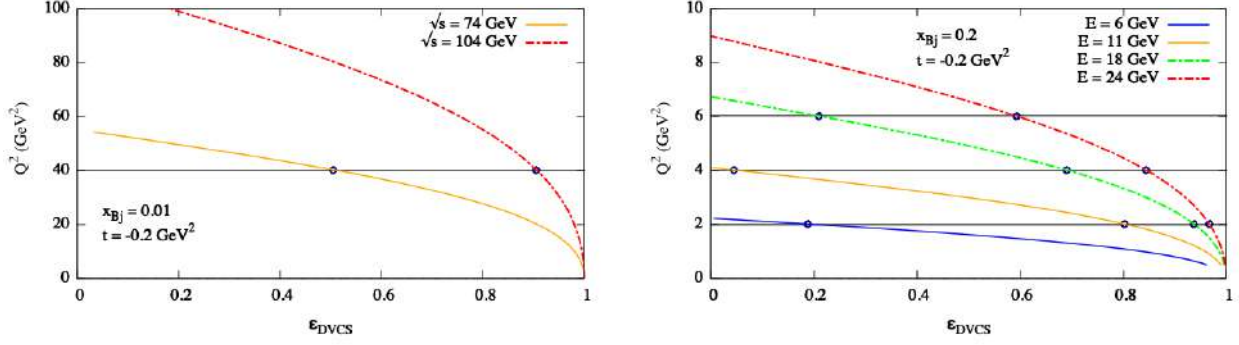 100
80
60
40
20
0
Q² (GeV²)
√s = 74 GeV
√s = 104 GeV
x_Bj = 0.01
t = -0.2 GeV²
0 0.2 0.4 0.6 0.8 1
ε_DVCS
10
8
6
4
2
0
Q² (GeV²)
x_Bj = 0.2
t = -0.2 GeV²
E = 6 GeV
E = 11 GeV
E = 18 GeV
E = 24 GeV
0 0.2 0.4 0.6 0.8 1
ε_DVCS